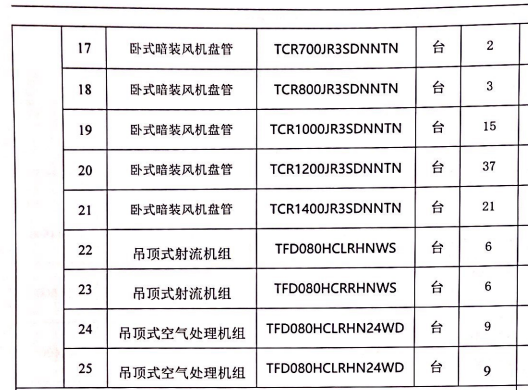 17 卧式暗装风机盘管 TCR700JR3SDNNTN 台 2
18 卧式暗装风机盘管 TCR800JR3SDNNTN 台 3
19 卧式暗装风机盘管 TCR1000JR3SDNNTN 台 15
20 卧式暗装风机盘管 TCR1200JR3SDNNTN 台 37
21 卧式暗装风机盘管 TCR1400JR3SDNNTN 台 21
22 吊顶式射流机组 TFD080HCLRHNWS 台 6
23 吊顶式射流机组 TFD080HCRRHNWS 台 6
24 吊顶式空气处理机组 TFD080HCLRHN24WD 台 9
25 吊顶式空气处理机组 TFD080HCLRHN24WD 台 9